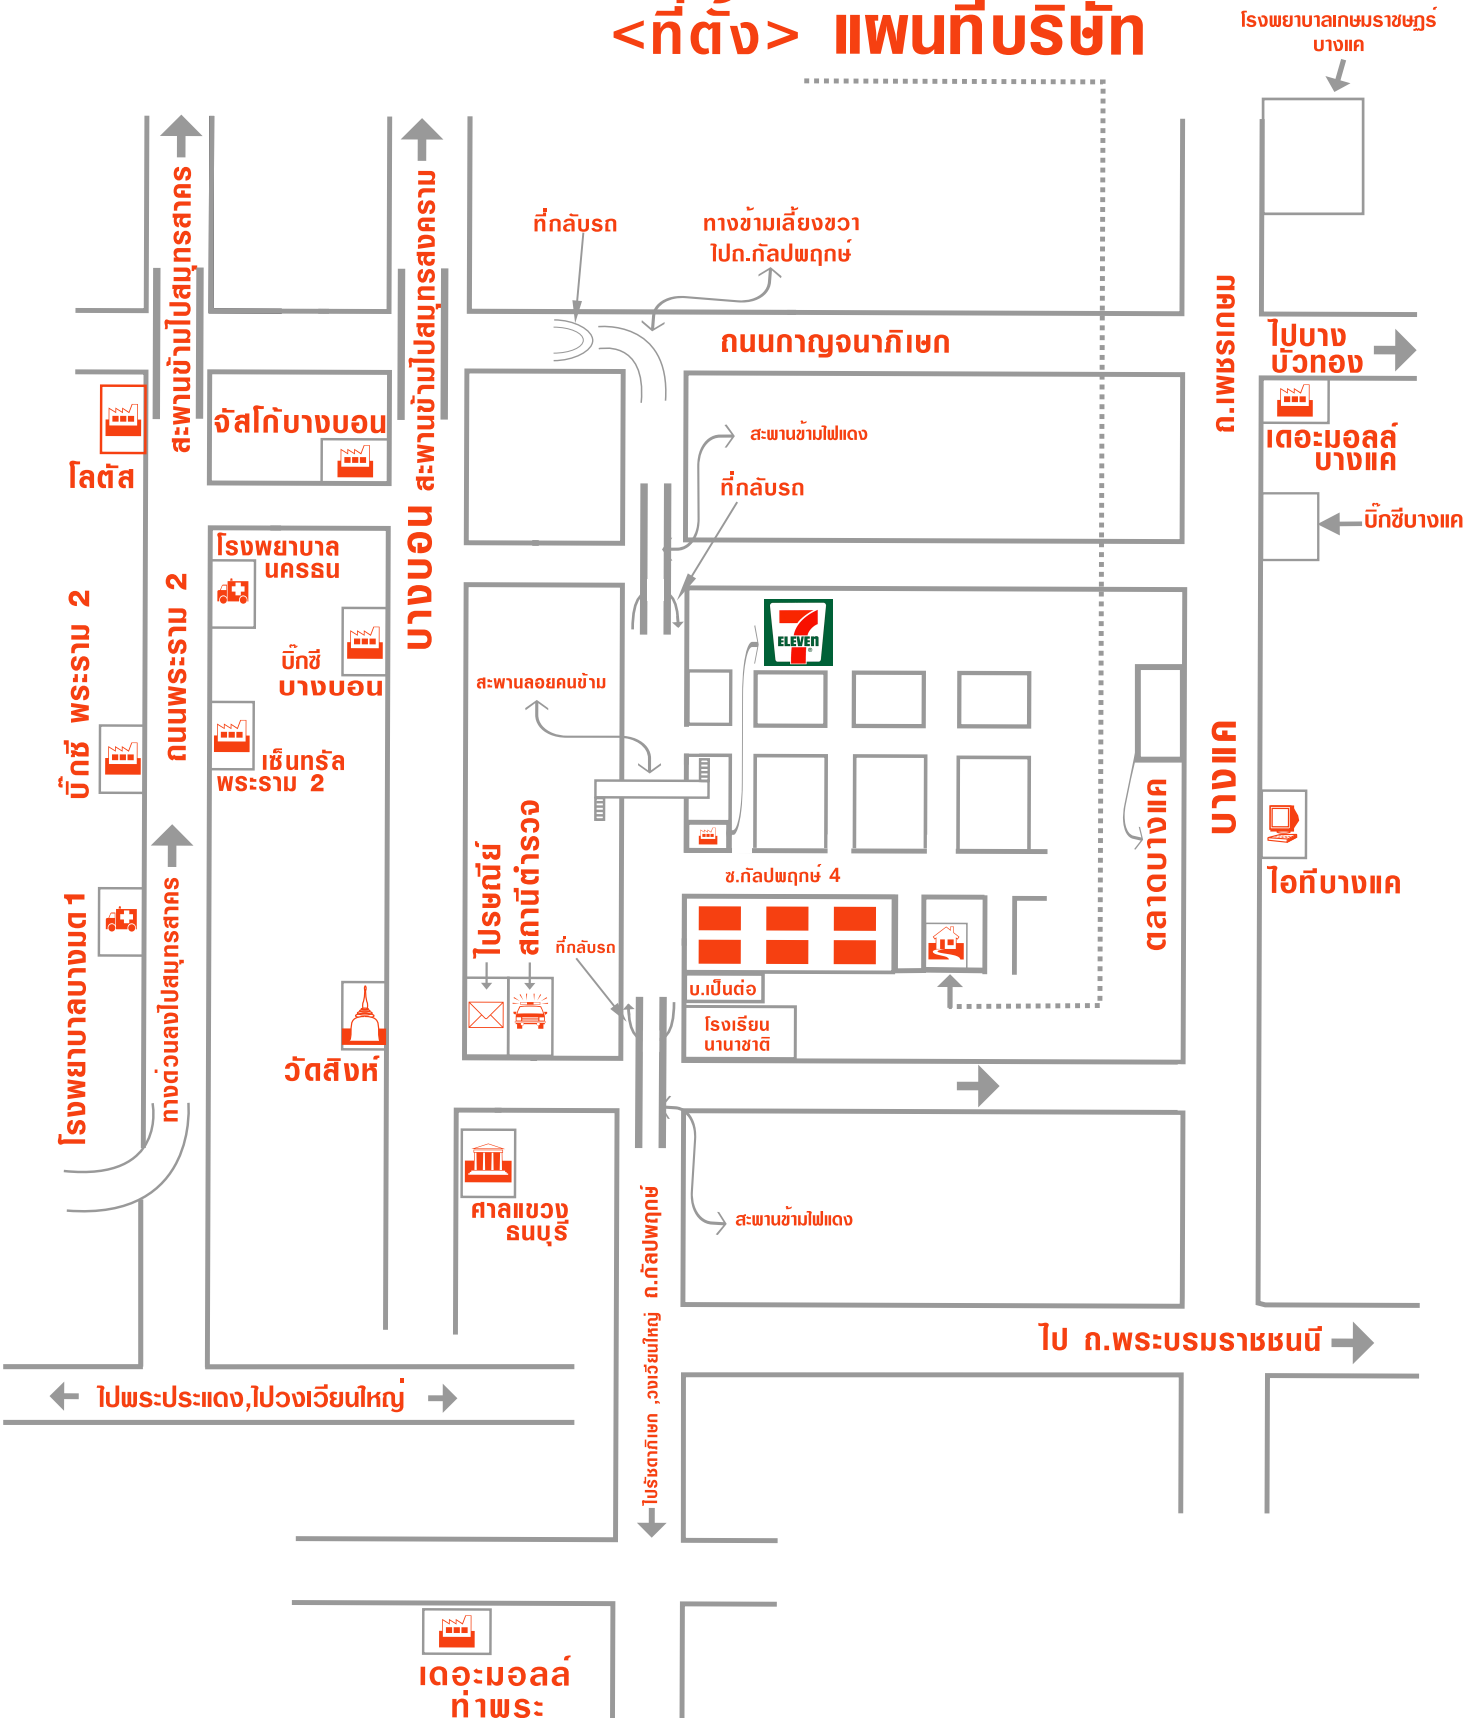 <ที่ตั้ง> แผนที่บริษัท
โรงพยาบาลเกษมราชษฎร์
บางแค
สะพานข้ามไปสมุทรสาคร
สะพานข้ามไปสมุทรสงคราม
ที่กลับรถ
ทางข้ามเลี้ยงขวา
ไปถ.กัลปพฤกษ์
ถนนกาญจนาภิเษก
ถ.เพชรเกษม
ไปบาง
บัวทอง
โลตัส
จัสโก้บางบอน
สะพานข้ามไฟแดง
ที่กลับรถ
เดอะมอลล์
บางแค
บิ๊กซีบางแค
บางบอน
โรงพยาบาล
นครธน
บิ๊กซี พระราม 2
ถนนพระราม 2
บิ๊กซี
บางบอน
เซ็นทรัล
พระราม 2
7
ELEVEN
สะพานลอยคนข้าม
บางแค
ตลาดบางแค
ไอทีบางแค
ไปรษณีย์
สถานีตำรวจ
ที่กลับรถ
ซ.กัลปพฤกษ์ 4
บ.เป็นต่อ
โรงเรียน
นานาชาติ
โรงพยาบาลบางมด1
ทางด่วนลงไปสมุทรสาคร
วัดสิงห์
ศาลแขวง
ธนบุรี
สะพานข้ามไฟแดง
ถ.กัลปพฤกษ์
ไปรัชดาภิเษก ,วงเวียนใหญ่
ไป ถ.พระบรมราชชนนี
ไปพระประแดง,ไปวงเวียนใหญ่
เดอะมอลล์
ท่าพระ